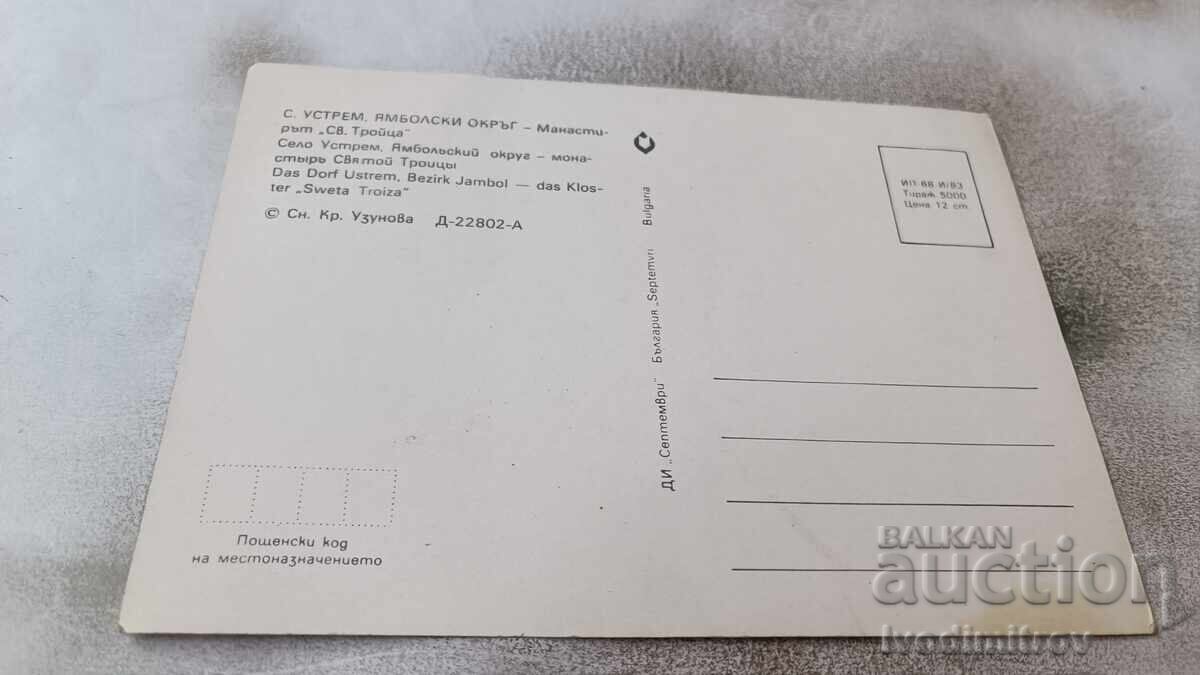 С. УСТРЕМ, ЯМБОЛСКИ ОКРЪГ – Манасти-
рът „Св. Тройца“
Село Устрем, Ямбольский округ – мона-
стырь Святой Троицы
Das Dorf Ustrem, Bezirk Jambol — das Klos-
ter „Sweta Troiza“
© Сн. Кр. Узунова Д-22802-А
Пощенски код
на местоназначението
ДИ „Септември“ България „Septemvri Bulgaria
ИП 68 И/83
Тираж 5000
Цена 12 ст.
BALKAN
auction
Ivodimitrov